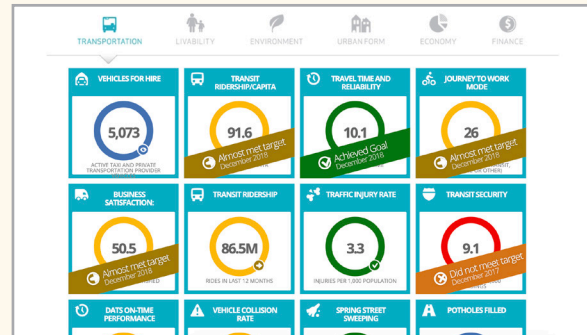 TRANSPORTATION
LIVABILITY
ENVIRONMENT
URBAN FORM
ECONOMY
FINANCE
VEHICLES FOR HIRE
5,073
ACTIVE TAXI AND PRIVATE
TRANSPORTATION PROVIDER
TRANSIT
RIDERSHIP/CAPITA
91.6
Almost met target
December 2018
TRAVEL TIME AND
RELIABILITY
10.1
Achieved Goal
December 2018
JOURNEY TO WORK
MODE
26
Almost met target
December 2018
OR OTHER)
BUSINESS
SATISFACTION:
50.5
Almost met target
December 2018
TRANSIT RIDERSHIP
86.5M
RIDES IN LAST 12 MONTHS
TRAFFIC INJURY RATE
3.3
INJURIES PER 1,000 POPULATION
TRANSIT SECURITY
9.1
Did not meet target
December 2017
DATS ON-TIME
PERFORMANCE
VEHICLE COLLISION
RATE
SPRING STREET
SWEEPING
POTHOLES FILLED